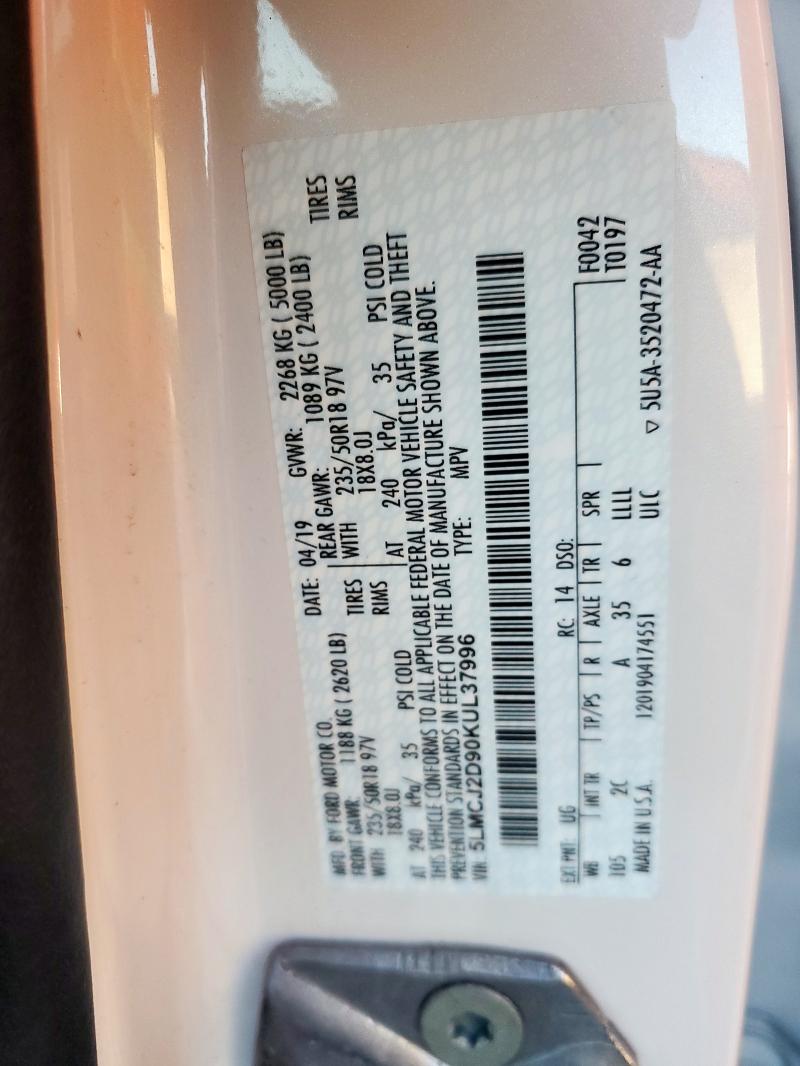 MFD. BY FORD MOTOR CO. DATE: 04/19 GVWR: 2268 KG ( 5000 LB)
FRONT GAWR: 1188 KG ( 2620 LB) REAR GAWR: 1089 KG ( 2400 LB)
WITH 235/50R18 97V TIRES WITH 235/50R18 97V TIRES
18X8.0J RIMS 18X8.0J RIMS
AT 240 kPa/ 35 PSI COLD AT 240 kPa/ 35 PSI COLD
THIS VEHICLE CONFORMS TO ALL APPLICABLE FEDERAL MOTOR VEHICLE SAFETY AND THEFT
PREVENTION STANDARDS IN EFFECT ON THE DATE OF MANUFACTURE SHOWN ABOVE.
VIN: 5LMCJ2D90KUL37996 TYPE: MPV
EXT PNT: UG RC: 14 DSO: F0042
WB INT TR TP/PS R AXLE TR SPR T0197
105 2C A 35 6 LLLL
MADE IN U.S.A. 1201904174551 ULC ▽ 5U5A-3520472-AA